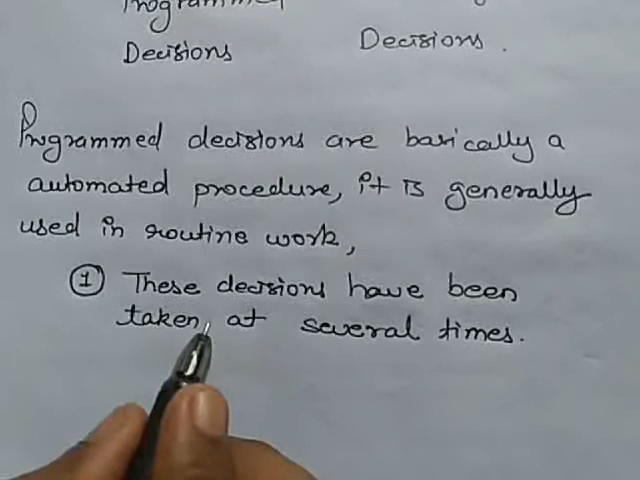 Programmed
Decisions
Decisions.
Programmed decisions are basically a
automated procedure, it is generally
used in routine work,
① These decisions have been
taken at several times.